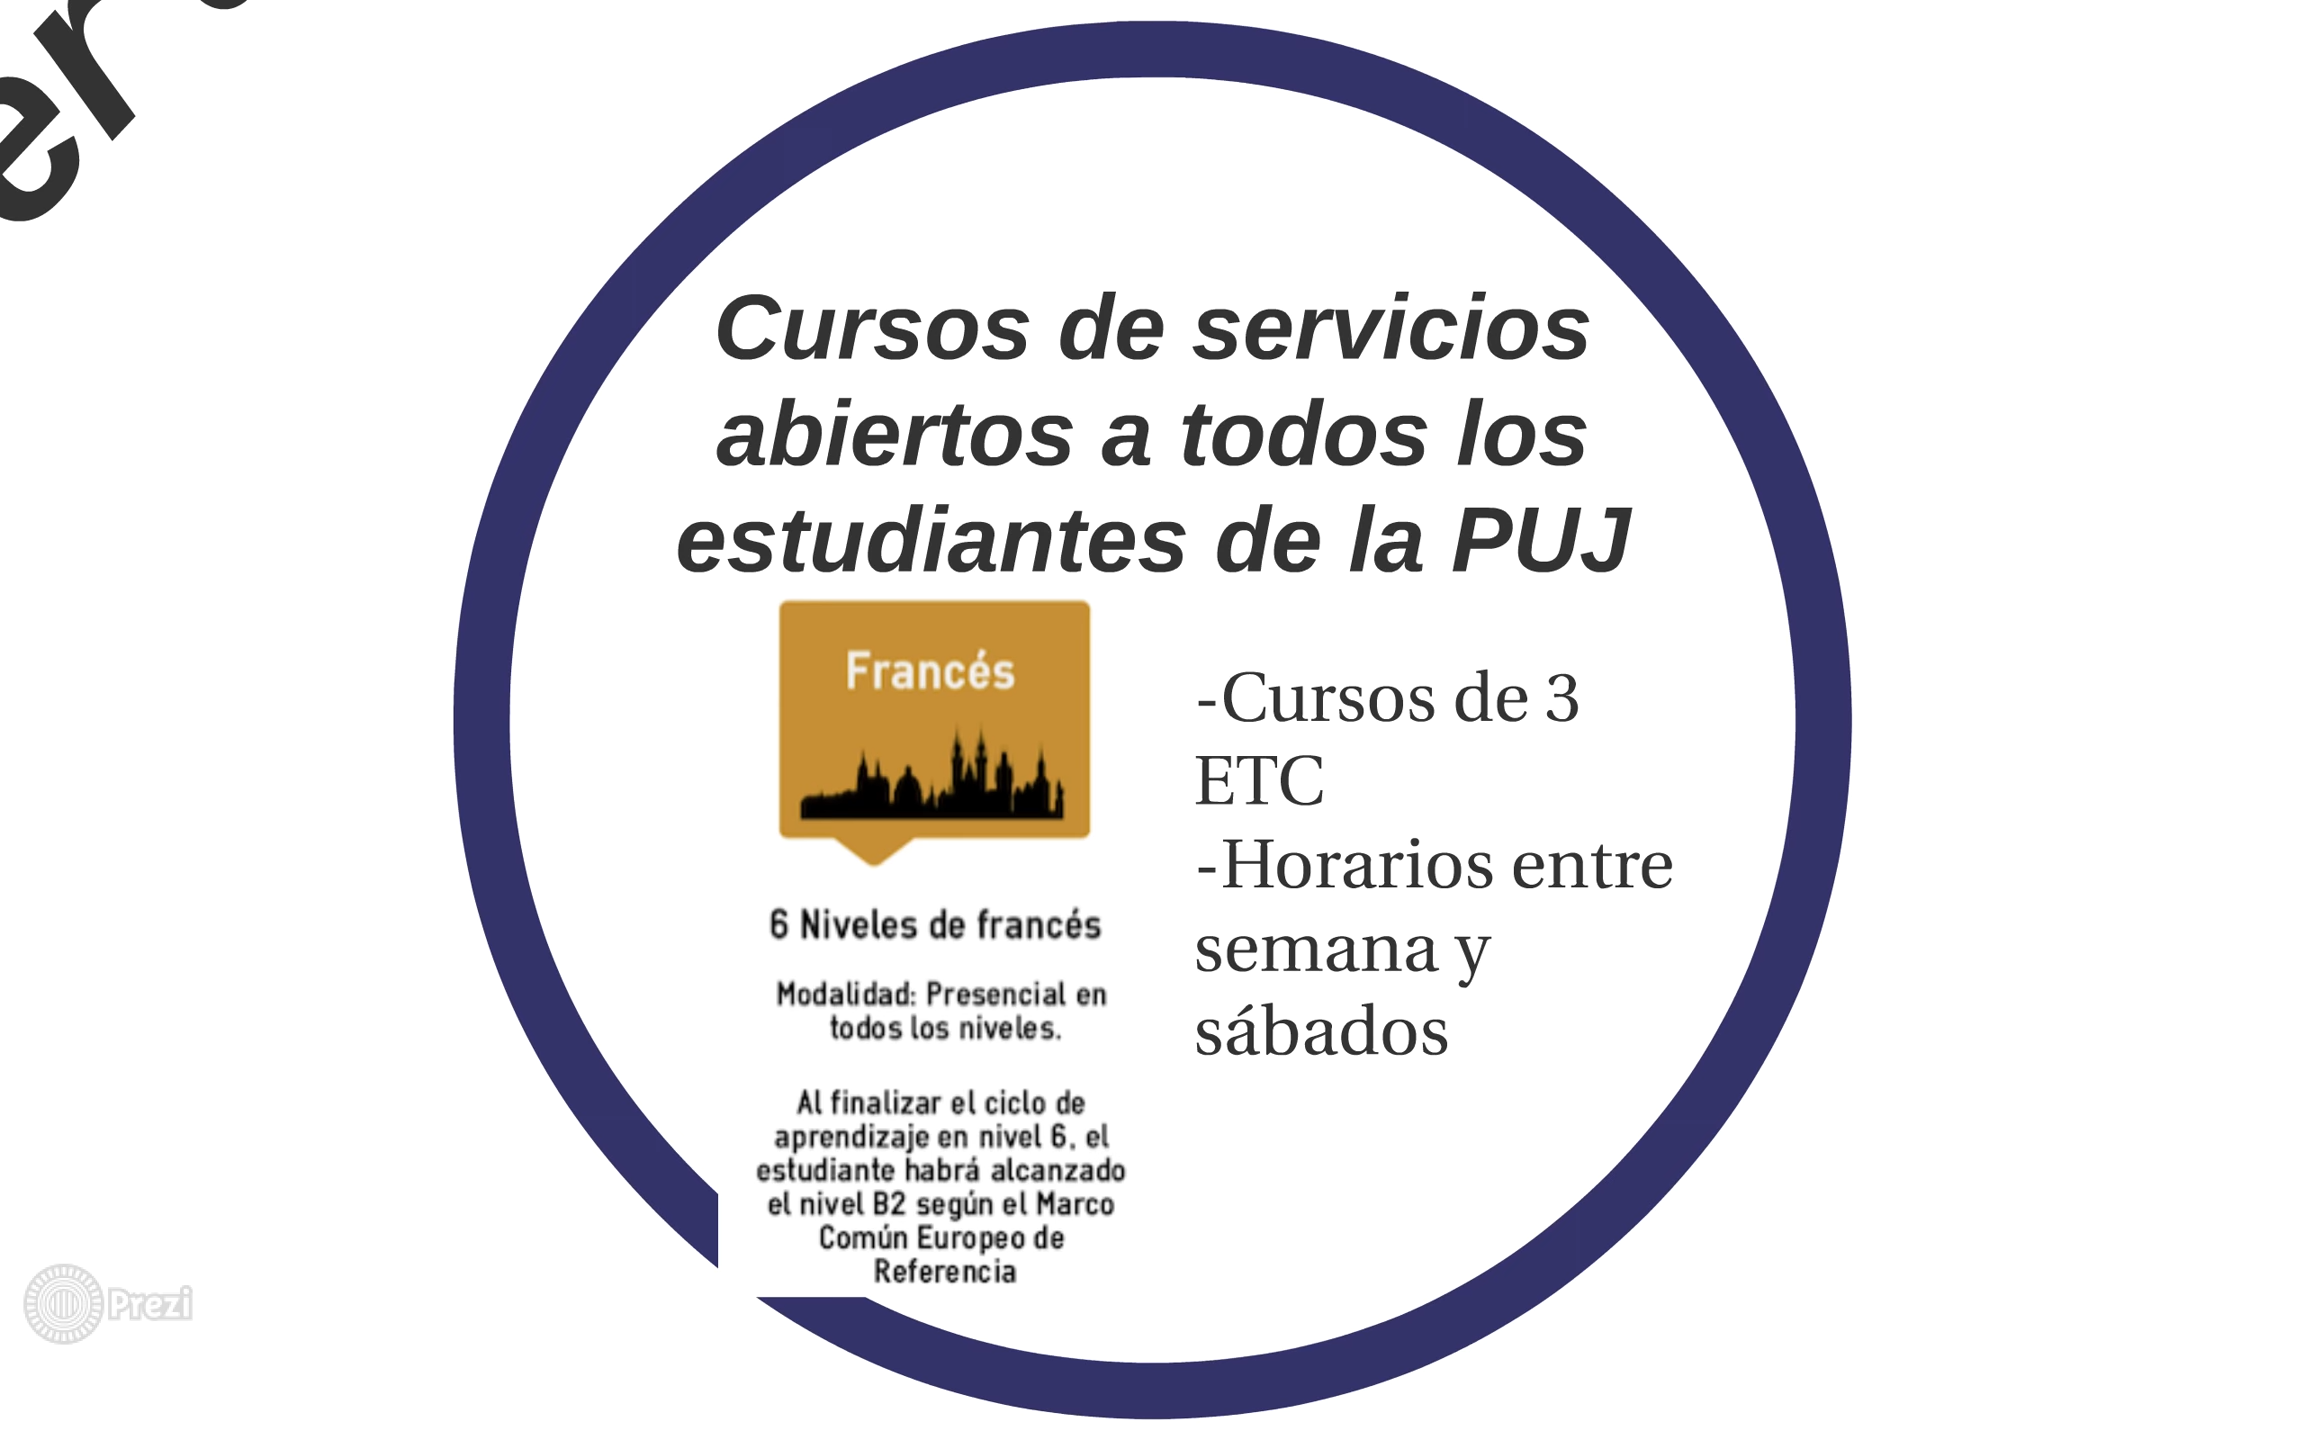 er
Cursos de servicios
abiertos a todos los
estudiantes de la PUJ
Francés
6 Niveles de francés
Modalidad: Presencial en
todos los niveles.
Al finalizar el ciclo de
aprendizaje en nivel 6, el
estudiante habrá alcanzado
el nivel B2 según el Marco
Común Europeo de
Referencia
-Cursos de 3
ETC
-Horarios entre
semana y
sábados
Prezi